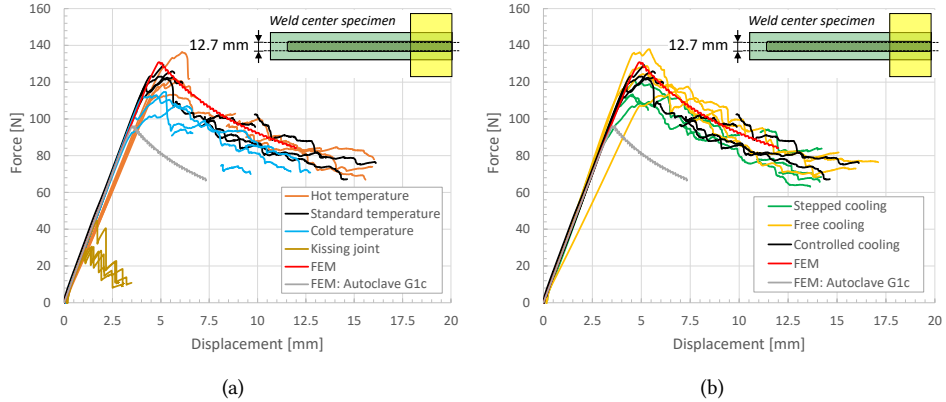 Weld center specimen
12.7 mm
Force [N]
160
140
120
100
80
60
40
20
0
Hot temperature
Standard temperature
Cold temperature
Kissing joint
FEM
FEM: Autoclave G1c
0 2.5 5 7.5 10 12.5 15 17.5 20
Displacement [mm]
(a)
Weld center specimen
12.7 mm
Force [N]
160
140
120
100
80
60
40
20
0
Stepped cooling
Free cooling
Controlled cooling
FEM
FEM: Autoclave G1c
0 2.5 5 7.5 10 12.5 15 17.5 20
Displacement [mm]
(b)